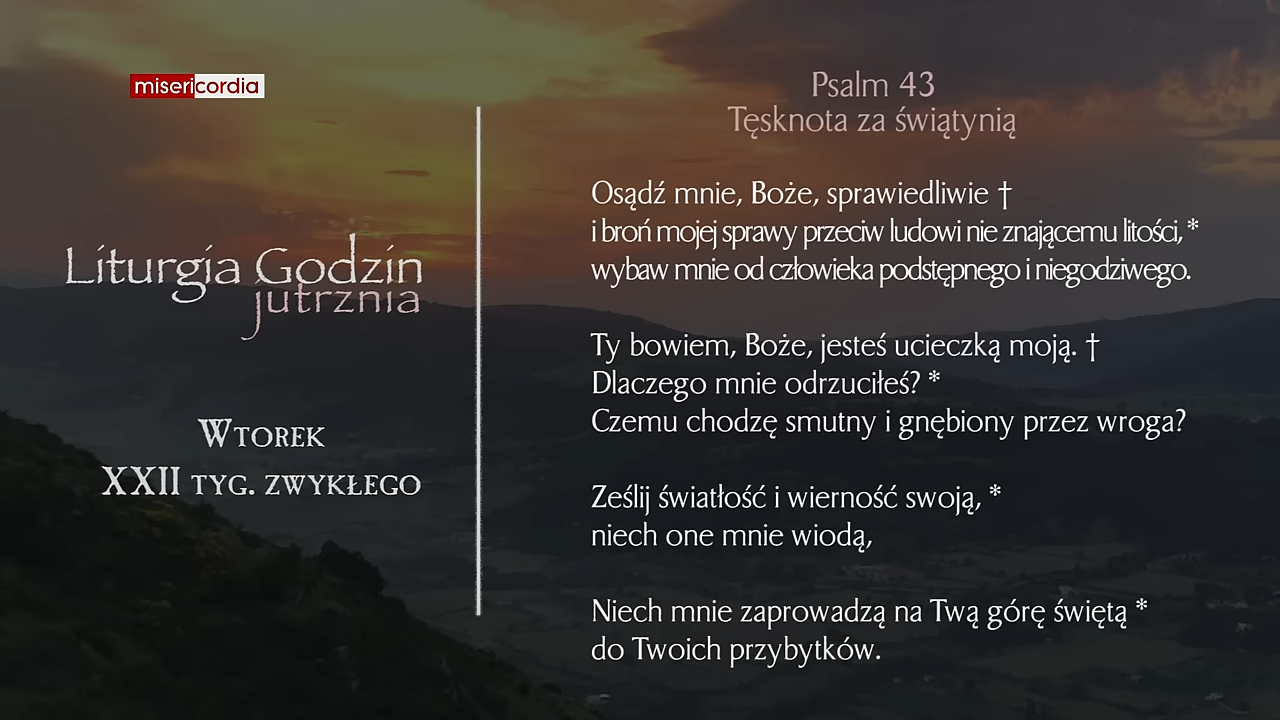 misericordia
Liturgia Godzin
jutrznia
Wtorek
XXII tyg. zwykłego
Psalm 43
Tęsknota za świątynią
Osądź mnie, Boże, sprawiedliwie †
i broń mojej sprawy przeciw ludowi nie znającemu litości, *
wybaw mnie od człowieka podstępnego i niegodziwego.
Ty bowiem, Boże, jesteś ucieczką moją. †
Dlaczego mnie odrzuciłeś? *
Czemu chodzę smutny i gnębiony przez wroga?
Ześlij światłość i wierność swoją, *
niech one mnie wiodą,
Niech mnie zaprowadzą na Twą górę świętą *
do Twoich przybytków.